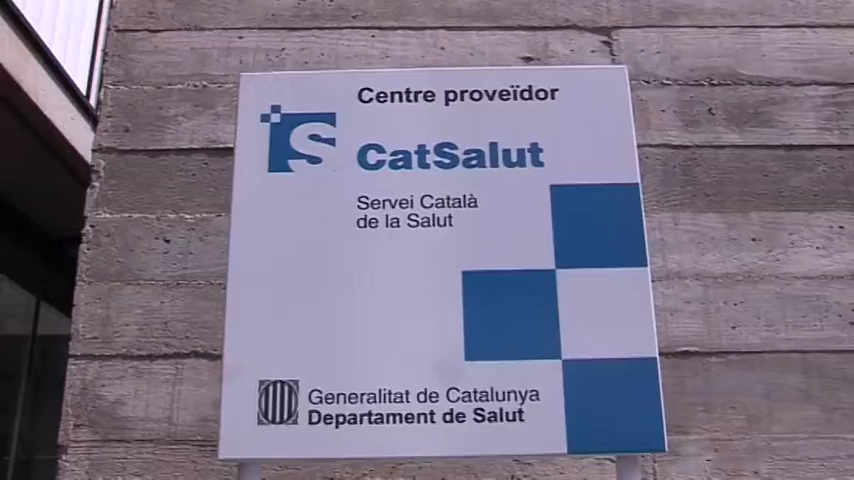 Centre proveïdor
S
CatSalut
Servei Català
de la Salut
Generalitat de Catalunya
Departament de Salut